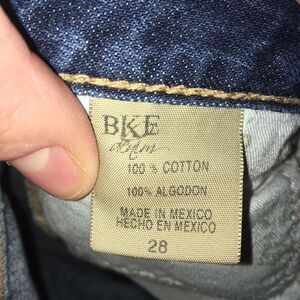 BKE
denim
100 % COTTON
100% ALGODON
MADE IN MEXICO
HECHO EN MEXICO
28